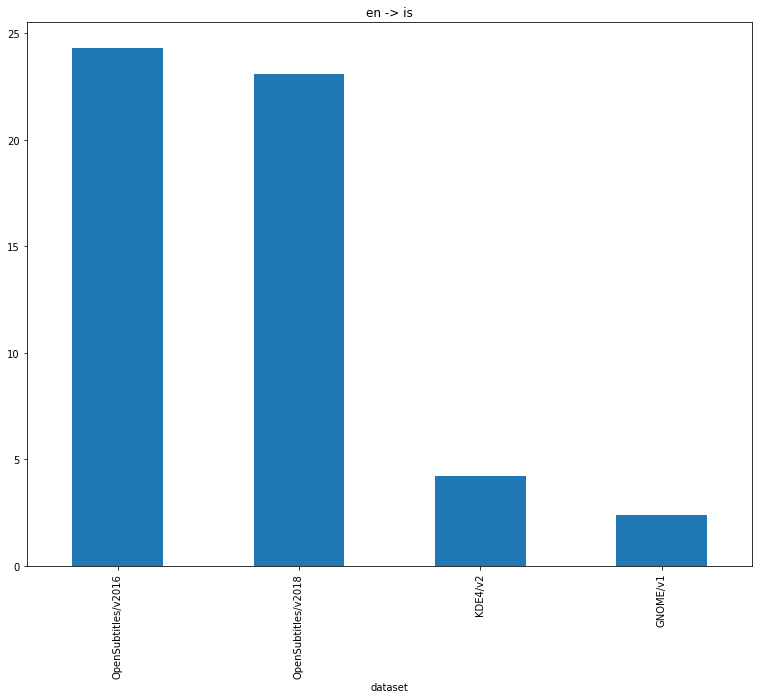 en -> is
25
20
15
10
5
0
OpenSubtitles/v2016
OpenSubtitles/v2018
KDE4/v2
GNOME/v1
dataset